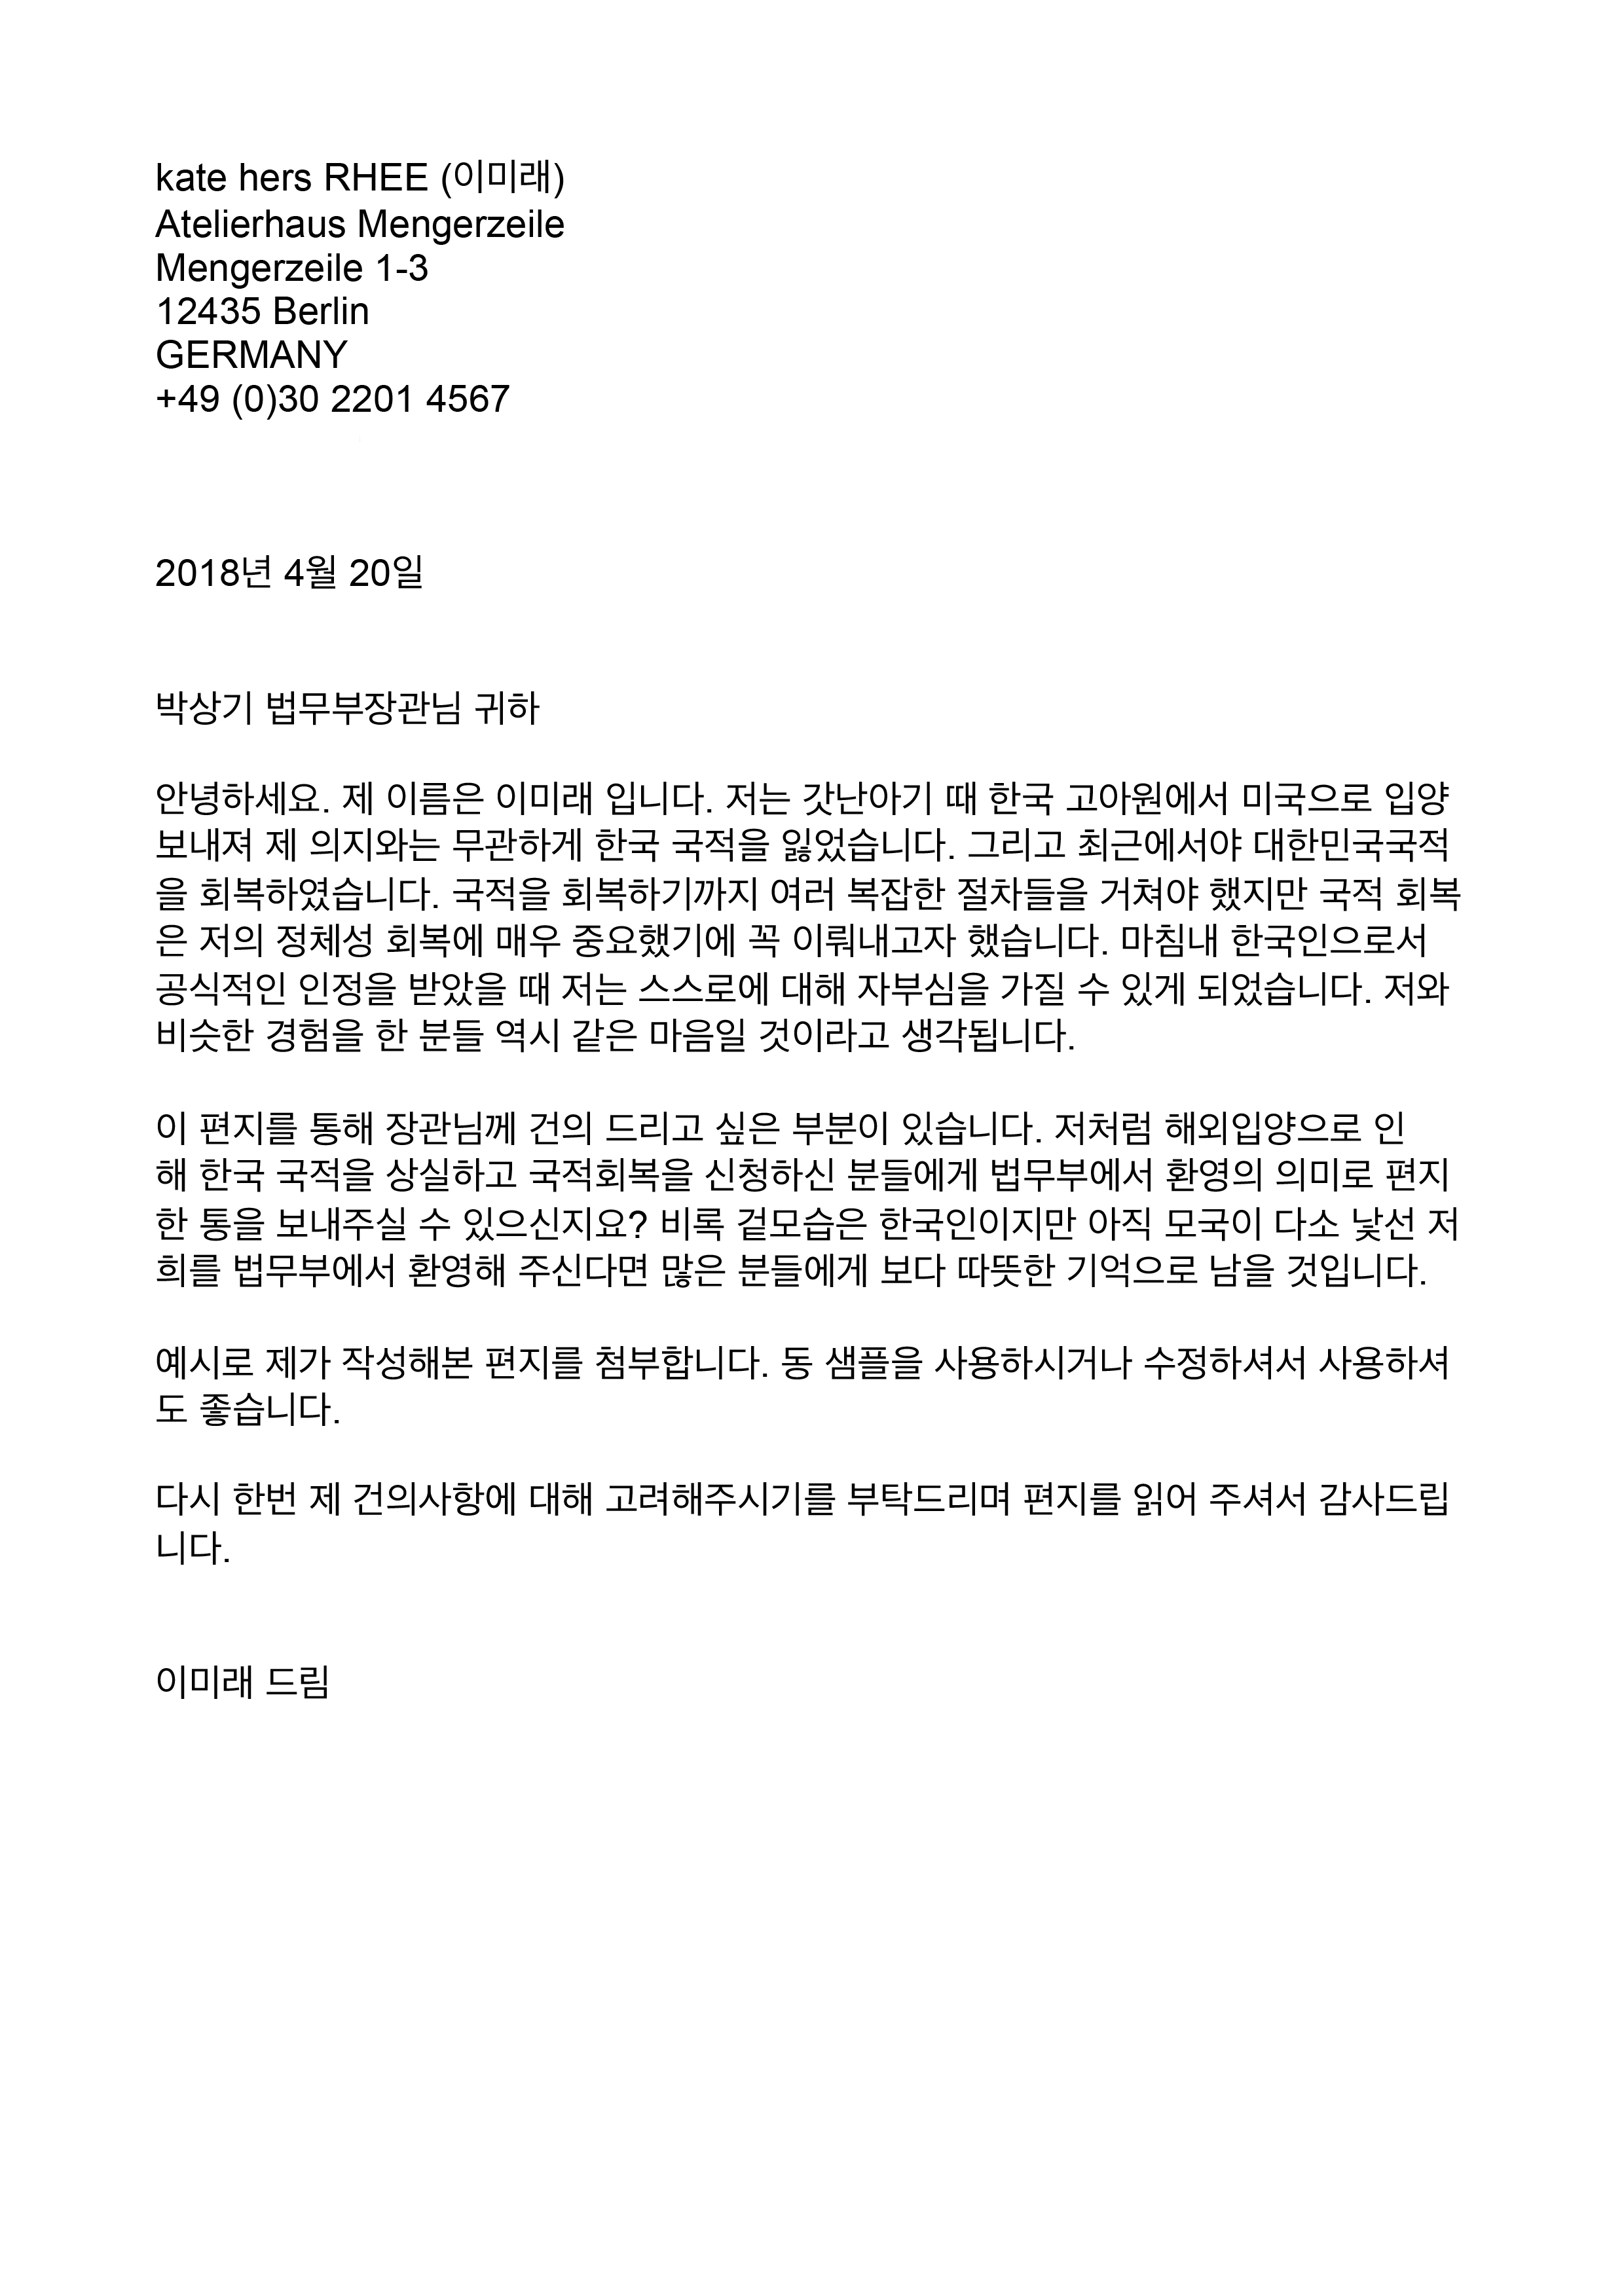 kate hers RHEE (이미래)
Atelierhaus Mengerzeile
Mengerzeile 1-3
12435 Berlin
GERMANY
+49 (0)30 2201 4567
2018년 4월 20일
박상기 법무부장관님 귀하
안녕하세요. 제 이름은 이미래 입니다. 저는 갓난아기 때 한국 고아원에서 미국으로 입양
보내져 제 의지와는 무관하게 한국 국적을 잃었습니다. 그리고 최근에서야 대한민국국적
을 회복하였습니다. 국적을 회복하기까지 여러 복잡한 절차들을 거쳐야 했지만 국적 회복
은 저의 정체성 회복에 매우 중요했기에 꼭 이뤄내고자 했습니다. 마침내 한국인으로서
공식적인 인정을 받았을 때 저는 스스로에 대해 자부심을 가질 수 있게 되었습니다. 저와
비슷한 경험을 한 분들 역시 같은 마음일 것이라고 생각됩니다.
이 편지를 통해 장관님께 건의 드리고 싶은 부분이 있습니다. 저처럼 해외입양으로 인
해 한국 국적을 상실하고 국적회복을 신청하신 분들에게 법무부에서 환영의 의미로 편지
한 통을 보내주실 수 있으신지요? 비록 겉모습은 한국인이지만 아직 모국이 다소 낯선 저
희를 법무부에서 환영해 주신다면 많은 분들에게 보다 따뜻한 기억으로 남을 것입니다.
예시로 제가 작성해본 편지를 첨부합니다. 동 샘플을 사용하시거나 수정하셔서 사용하셔
도 좋습니다.
다시 한번 제 건의사항에 대해 고려해주시기를 부탁드리며 편지를 읽어 주셔서 감사드립
니다.
이미래 드림